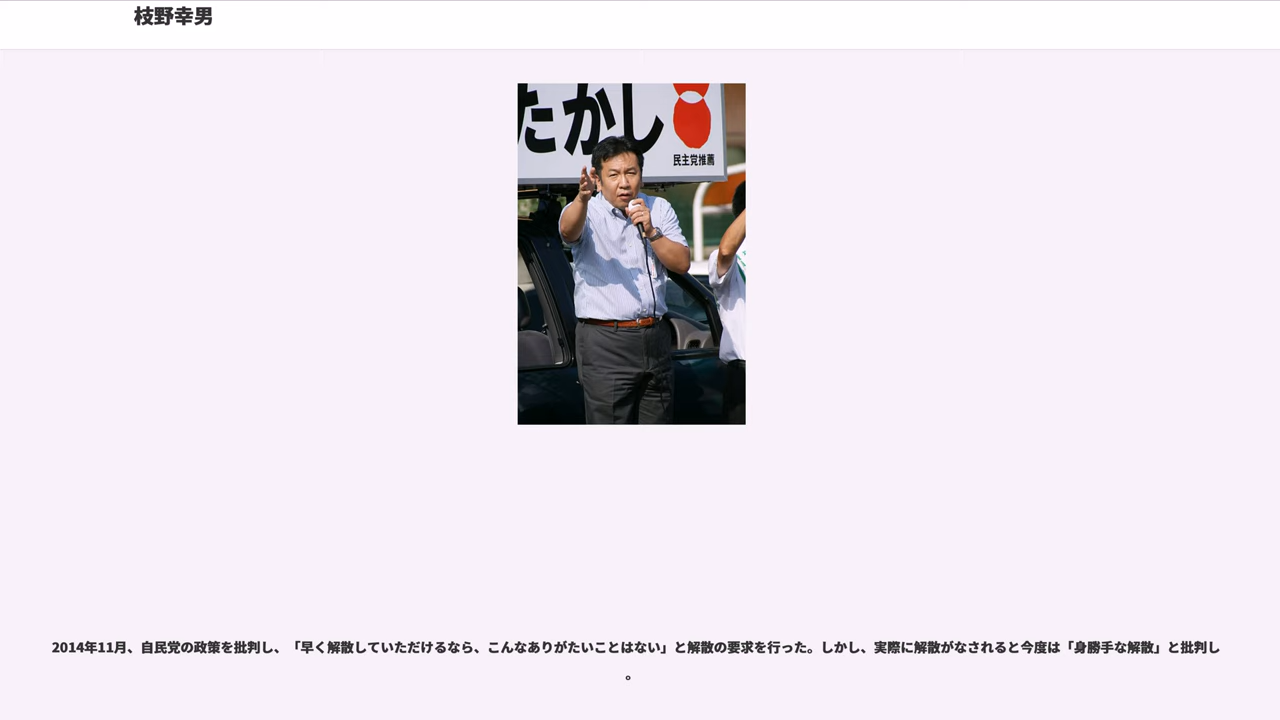 枝野幸男
たかし
民主党推薦
2014年11月、自民党の政策を批判し、「早く解散していただけるなら、こんなありがたいことはない」と解散の要求を行った。しかし、実際に解散がなされると今度は「身勝手な解散」と批判し
。